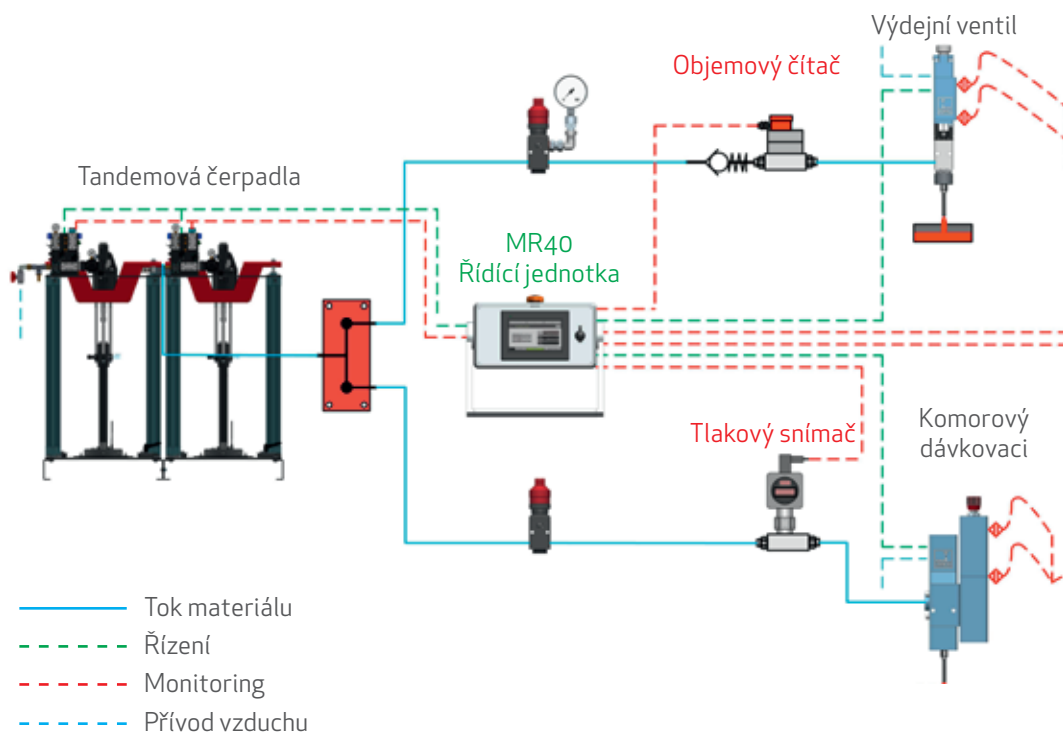 Výdejní ventil
Objemový čítač
Tandemová čerpadla
MR40
Řídící jednotka
Tlakový snímač
Komorový
dávkovaci
Tok materiálu
Řízení
Monitoring
Přívod vzduchu